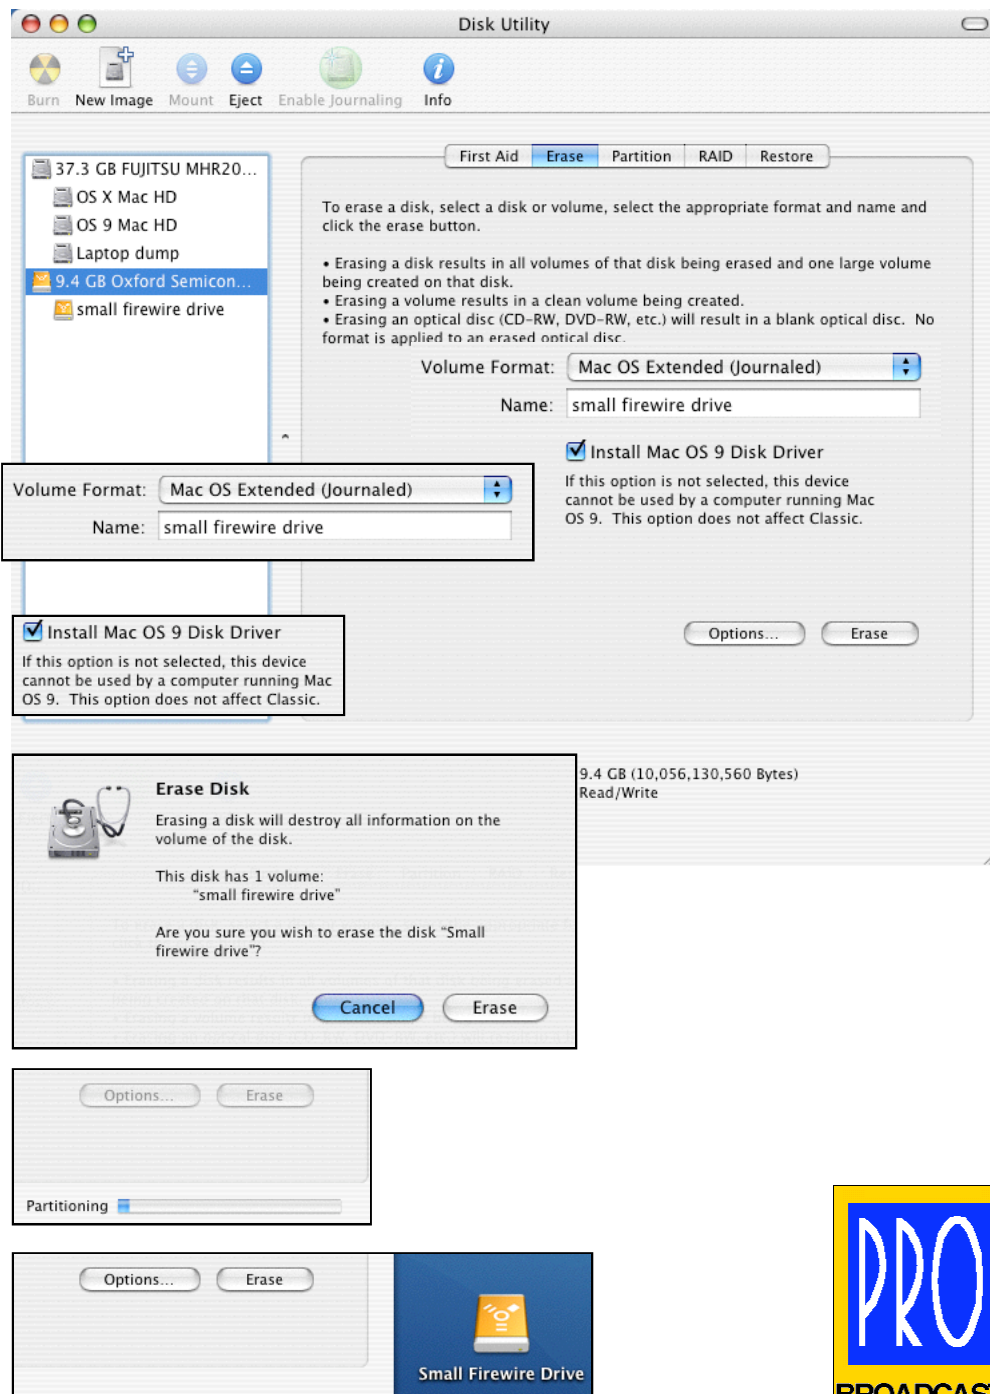 Disk Utility
Burn New Image Mount Eject Enable Journaling Info
37.3 GB FUJITSU MHR20...
OS X Mac HD
OS 9 Mac HD
Laptop dump
9.4 GB Oxford Semicon...
small firewire drive
First Aid Erase Partition RAID Restore
To erase a disk, select a disk or volume, select the appropriate format and name and
click the erase button.
• Erasing a disk results in all volumes of that disk being erased and one large volume
being created on that disk.
• Erasing a volume results in a clean volume being created.
• Erasing an optical disc (CD-RW, DVD-RW, etc.) will result in a blank optical disc. No
format is applied to an erased optical disc.
Volume Format: Mac OS Extended (Journaled)
Name: small firewire drive
Install Mac OS 9 Disk Driver
If this option is not selected, this device
cannot be used by a computer running Mac
OS 9. This option does not affect Classic.
Volume Format: Mac OS Extended (Journaled)
Name: small firewire drive
Install Mac OS 9 Disk Driver
If this option is not selected, this device
cannot be used by a computer running Mac
OS 9. This option does not affect Classic.
Options... Erase
9.4 GB (10,056,130,560 Bytes)
Read/Write
Erase Disk
Erasing a disk will destroy all information on the
volume of the disk.
This disk has 1 volume:
“small firewire drive”
Are you sure you wish to erase the disk “Small
firewire drive”?
Cancel Erase
Options... Erase
Partitioning
Options... Erase
Small Firewire Drive
PRO
BROADCAST